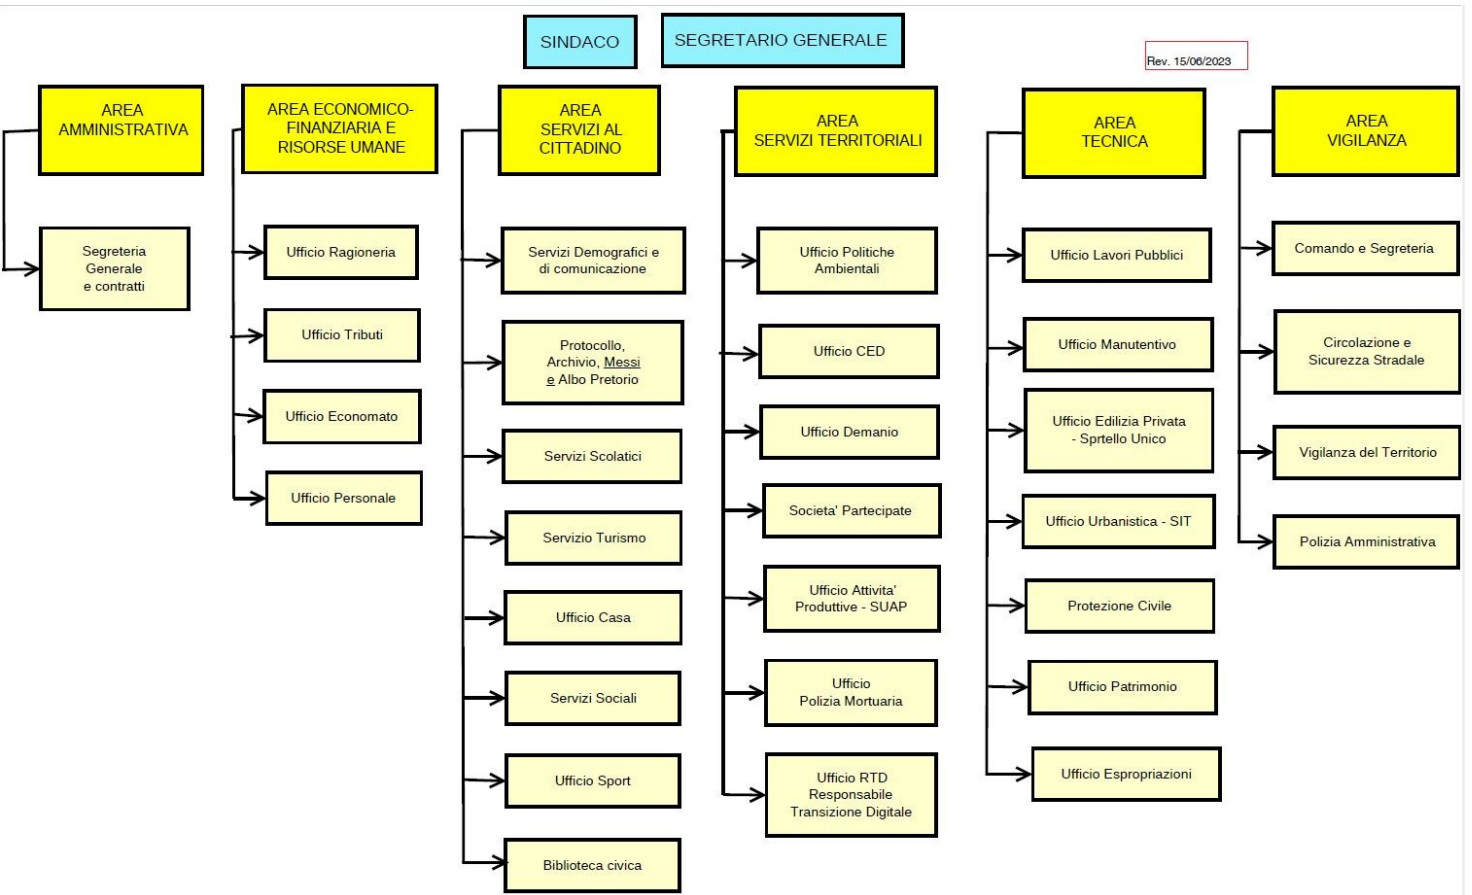 SINDACO
SEGRETARIO GENERALE
Rev. 15/06/2023
AREA
AMMINISTRATIVA
Segreteria
Generale
e contratti
AREA ECONOMICO-
FINANZIARIA E
RISORSE UMANE
Ufficio Ragioneria
Ufficio Tributi
Ufficio Economato
Ufficio Personale
AREA
SERVIZI AL
CITTADINO
Servizi Demografici e
di comunicazione
Protocollo,
Archivio, Messi
e Albo Pretorio
Servizi Scolatici
Servizio Turismo
Ufficio Casa
Servizi Sociali
Ufficio Sport
Biblioteca civica
AREA
SERVIZI TERRITORIALI
Ufficio Politiche
Ambientali
Ufficio CED
Ufficio Demanio
Societa' Partecipate
Ufficio Attivita'
Produttive - SUAP
Ufficio
Polizia Mortuaria
Ufficio RTD
Responsabile
Transizione Digitale
AREA
TECNICA
Ufficio Lavori Pubblici
Ufficio Manutentivo
Ufficio Edilizia Privata
- Sprtello Unico
Ufficio Urbanistica - SIT
Protezione Civile
Ufficio Patrimonio
Ufficio Espropriazioni
AREA
VIGILANZA
Comando e Segreteria
Circolazione e
Sicurezza Stradale
Vigilanza del Territorio
Polizia Amministrativa